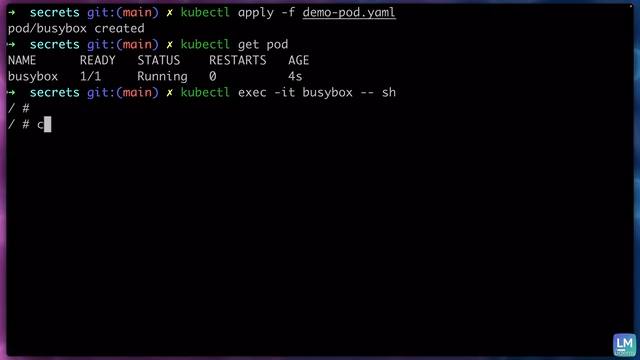 ➜  secrets git:(main) ✗ kubectl apply -f demo-pod.yaml
pod/busybox created
➜  secrets git:(main) ✗ kubectl get pod
NAME      READY   STATUS    RESTARTS   AGE
busybox   1/1     Running   0          4s
➜  secrets git:(main) ✗ kubectl exec -it busybox -- sh
/ #
/ # c
LM